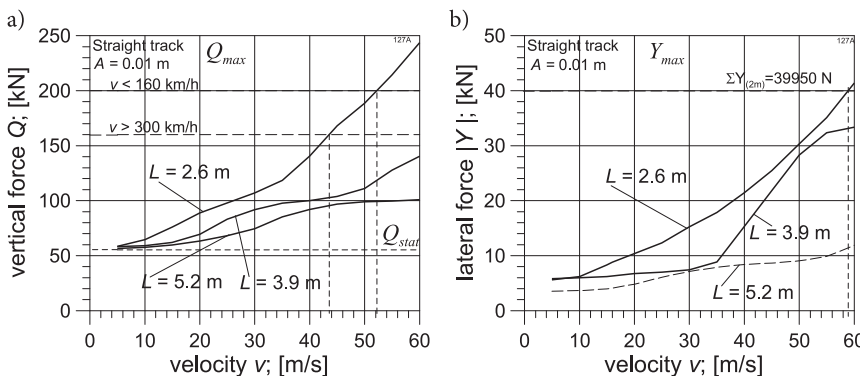 a)
250
200
150
100
50
0
vertical force Q; [kN]
Straight track
A = 0.01 m
Q_max
127A
v < 160 km/h
v > 300 km/h
L = 2.6 m
Q_stat
L = 3.9 m
L = 5.2 m
0 10 20 30 40 50 60
velocity v; [m/s]
b)
50
40
30
20
10
0
lateral force |Y|; [kN]
Straight track
A = 0.01 m
Y_max
127A
ΣY_(2m)=39950 N
L = 2.6 m
L = 3.9 m
L = 5.2 m
0 10 20 30 40 50 60
velocity v; [m/s]